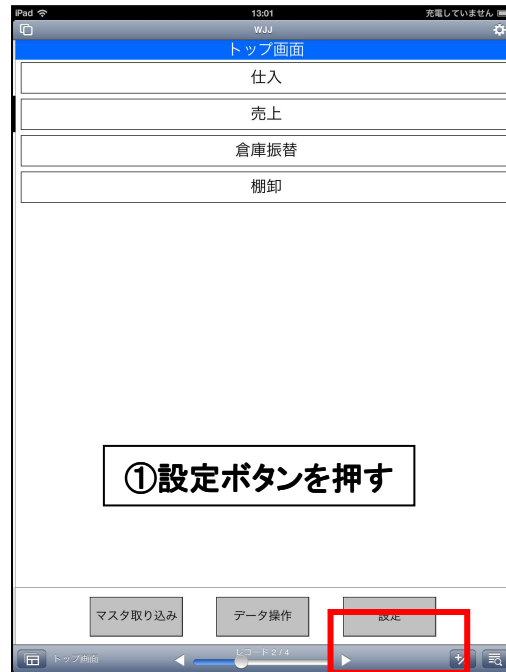 iPad 13:01 充電していません
WJJ
トップ画面
仕入
売上
倉庫振替
棚卸
①設定ボタンを押す
マスタ取り込み データ操作 設定
トップ画面 レコード 2 / 4